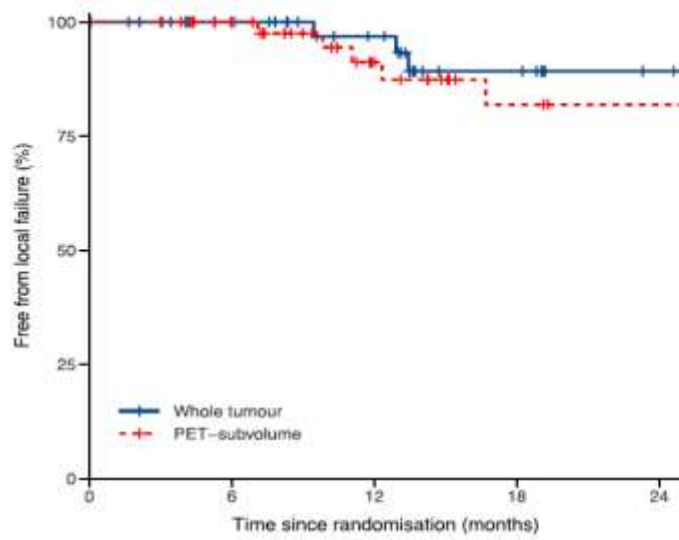 100
75
50
25
0
Free from local failure (%)
Whole tumour
PET-subvolume
0 6 12 18 24
Time since randomisation (months)